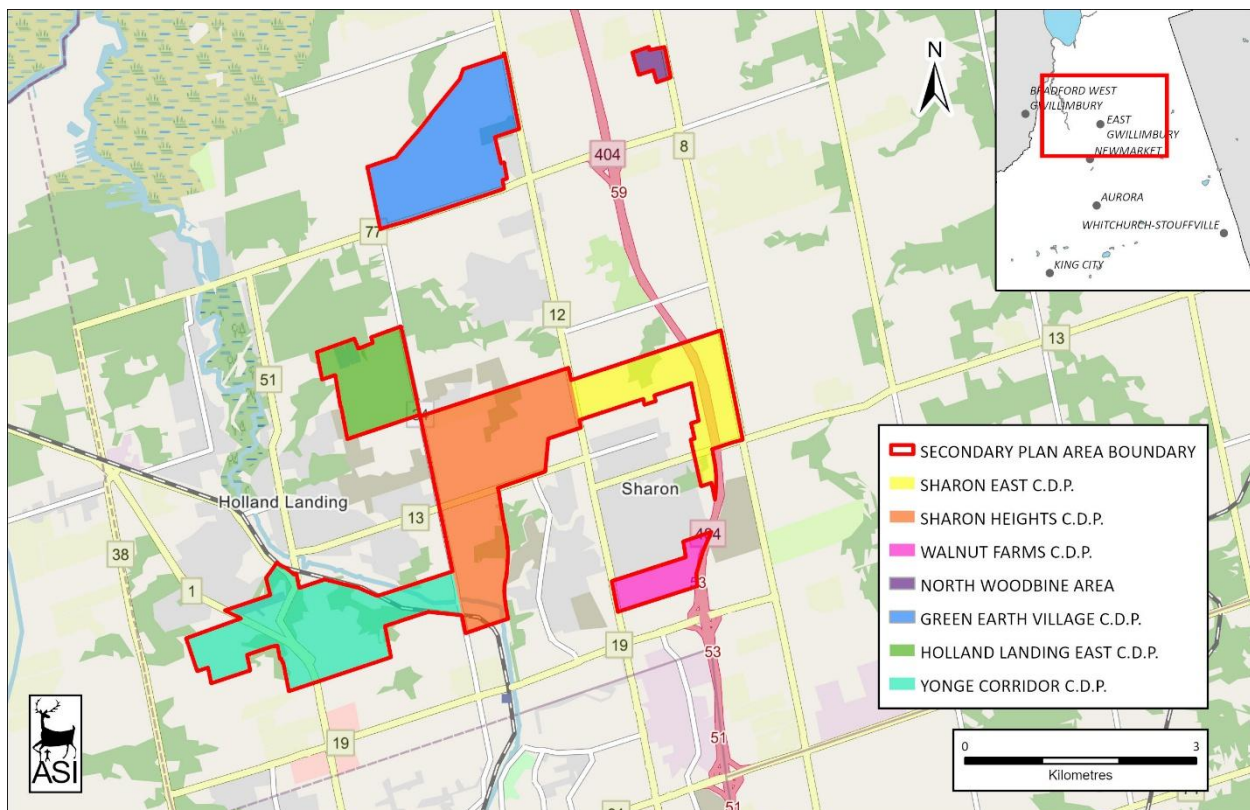 N
BRADFORD WEST
GWILLIMBURY
EAST
GWILLIMBURY
NEWMARKET
AURORA
WHITCHURCH-STOUFFVILLE
KING CITY
404
8
59
77
12
13
51
Holland Landing
13
Sharon
404
38
1
53
19
53
19
51
51
SECONDARY PLAN AREA BOUNDARY
SHARON EAST C.D.P.
SHARON HEIGHTS C.D.P.
WALNUT FARMS C.D.P.
NORTH WOODBINE AREA
GREEN EARTH VILLAGE C.D.P.
HOLLAND LANDING EAST C.D.P.
YONGE CORRIDOR C.D.P.
0 3
Kilometres
ASI